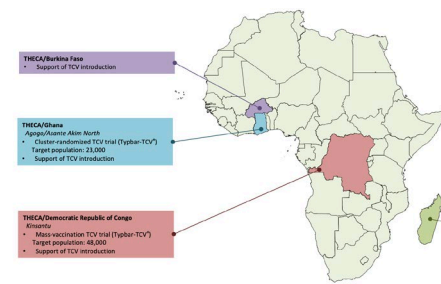 THECA/Burkina Faso
• Support of TCV introduction
THECA/Ghana
Agogo/Asante Akim North
• Cluster-randomized TCV trial (Typbar-TCV®)
Target population: 23,000
• Support of TCV introduction
THECA/Democratic Republic of Congo
Kinsantu
• Mass-vaccination TCV trial (Typbar-TCV®)
Target population: 48,000
• Support of TCV introduction